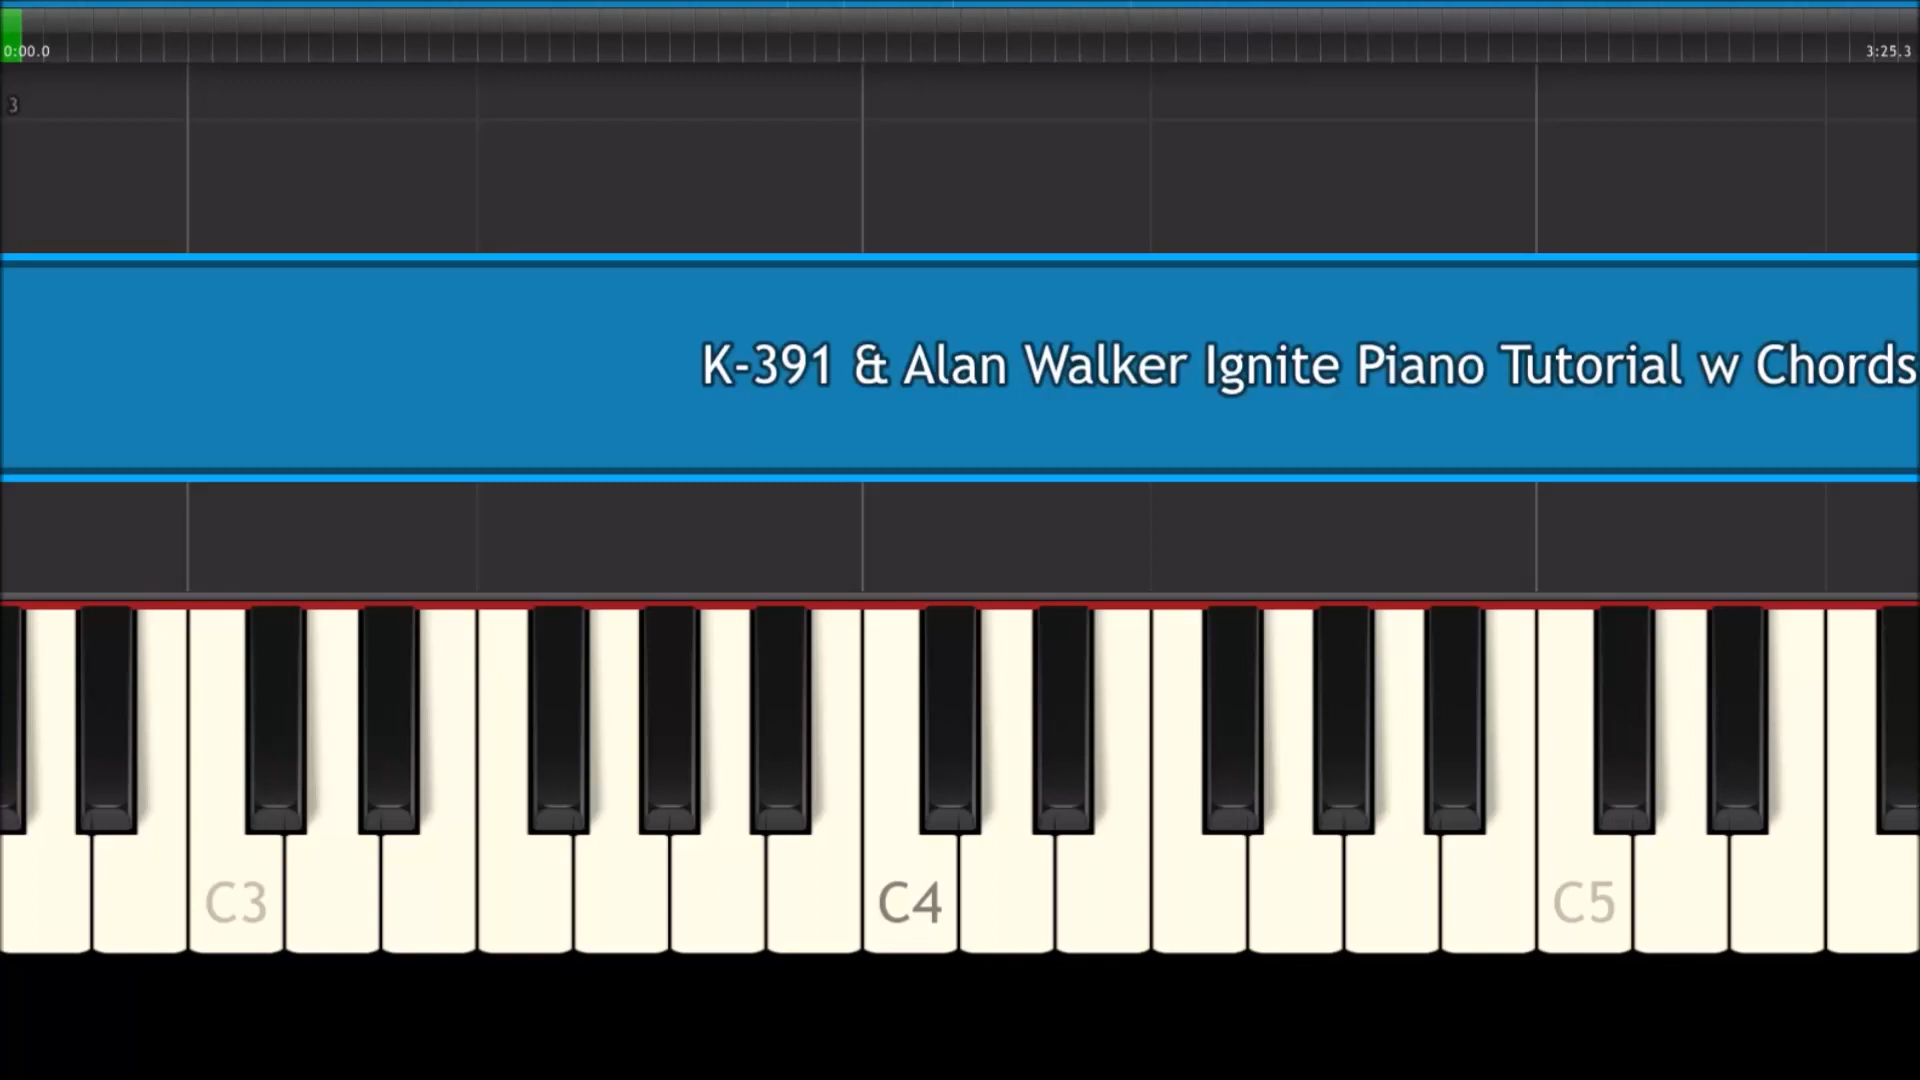 0:00.0 3:25.3
3
K-391 & Alan Walker Ignite Piano Tutorial w Chords
C3 C4 C5